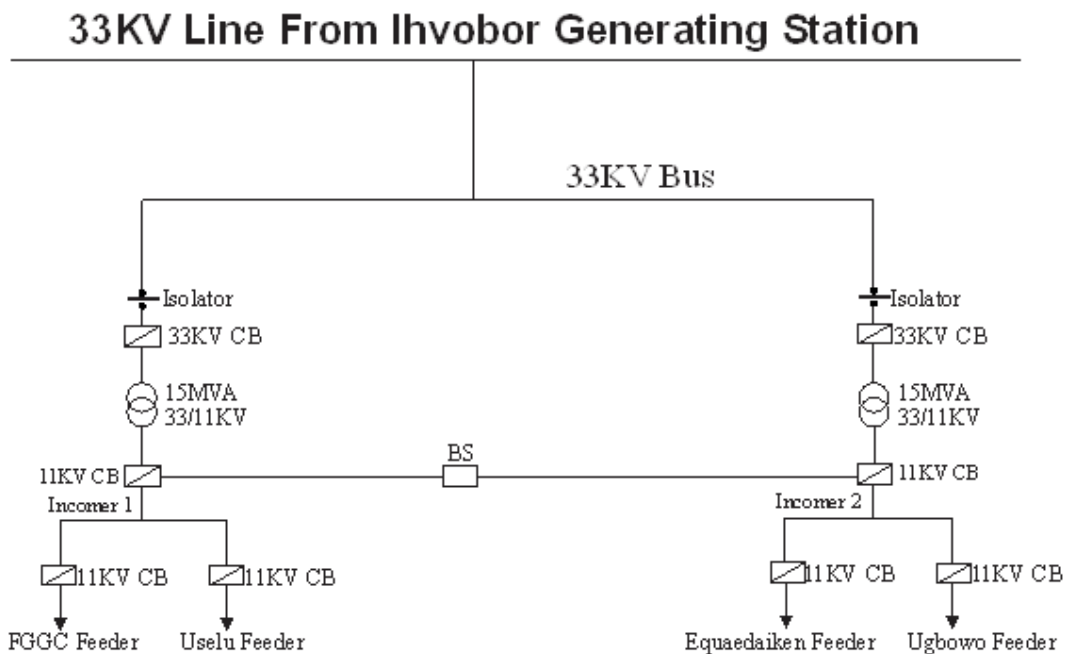 33KV Line From Ihvobor Generating Station
33KV Bus
Isolator
Isolator
33KV CB
33KV CB
15MVA
33/11KV
15MVA
33/11KV
BS
11KV CB
11KV CB
Incomer 1
Incomer 2
11KV CB
11KV CB
11KV CB
11KV CB
FGGC Feeder
Uselu Feeder
Equaedaiken Feeder
Ugbowo Feeder